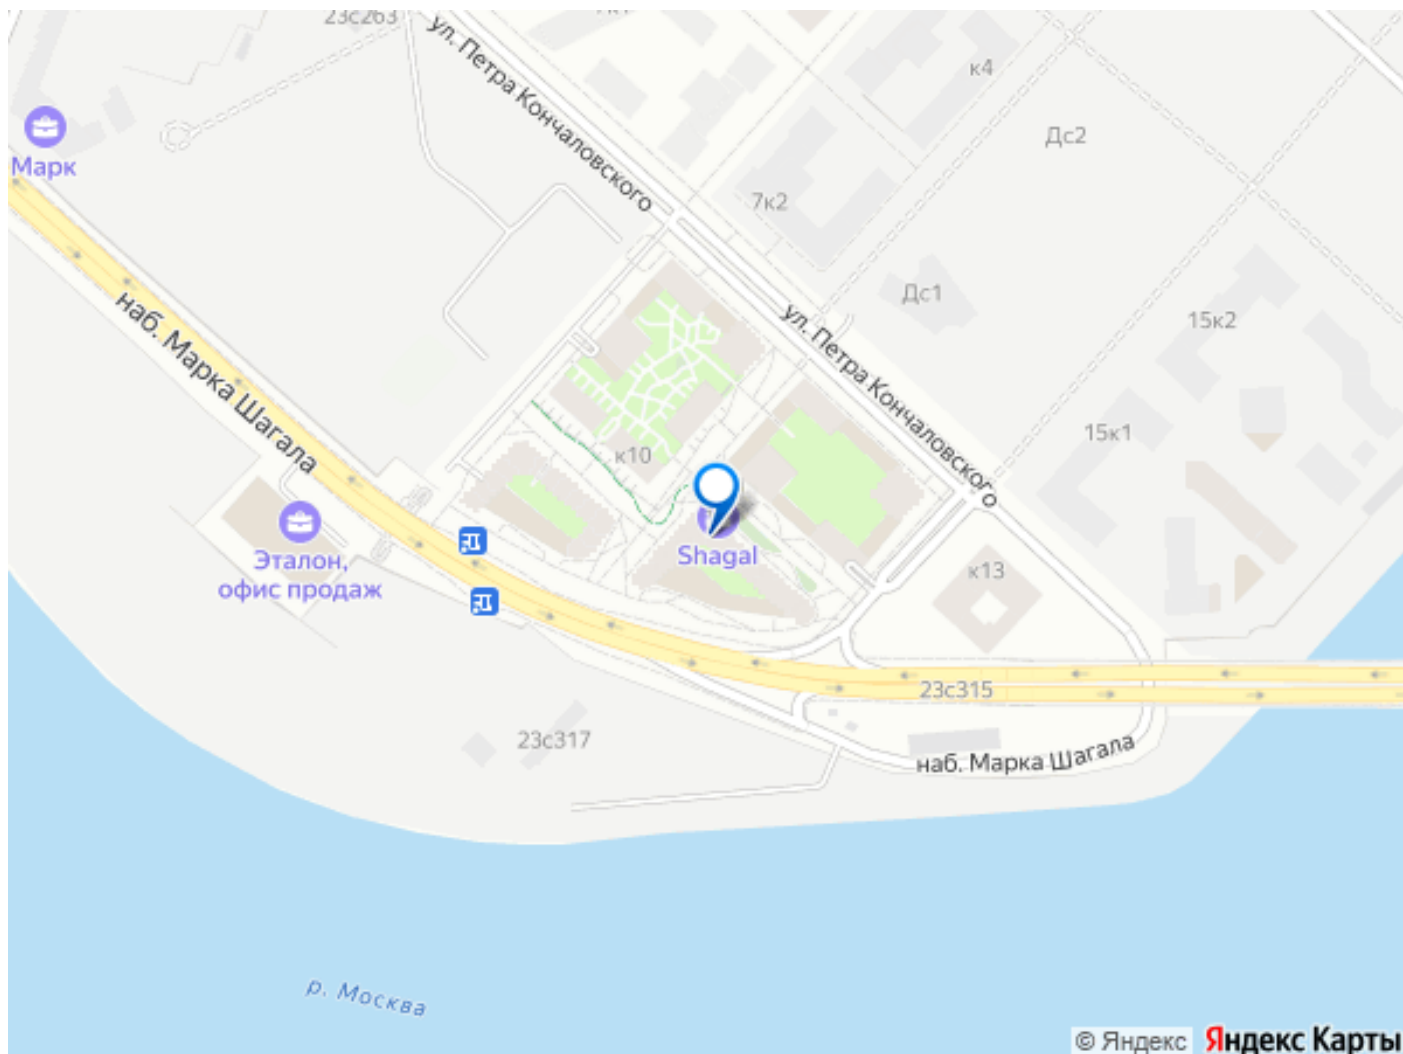 23с263
ул. Петра Кончаловского
к4
Марк
Дс2
7к2
Дс1
ул. Петра Кончаловского
15к2
наб. Марка Шагала
15к1
к10
Shagal
Эталон,
офис продаж
к13
23с315
23с317
наб. Марка Шагала
р. Москва
© Яндекс Яндекс Карты